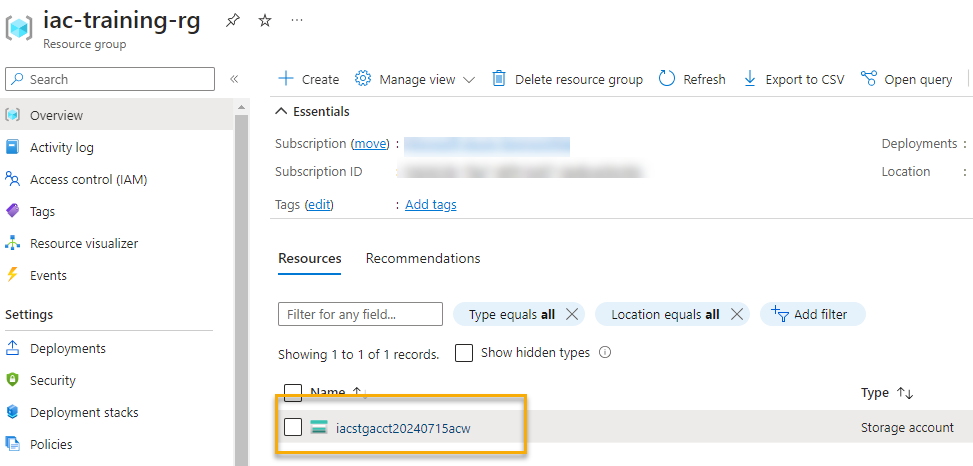 iac-training-rg
Resource group
Search
Overview
Activity log
Access control (IAM)
Tags
Resource visualizer
Events
Settings
Deployments
Security
Deployment stacks
Policies
Create Manage view Delete resource group Refresh Export to CSV Open query
Essentials
Subscription (move) :
Deployments :
Subscription ID :
Location :
Tags (edit) : Add tags
Resources Recommendations
Filter for any field... Type equals all Location equals all Add filter
Showing 1 to 1 of 1 records. Show hidden types
Name Type
iacstgacct20240715acw Storage account